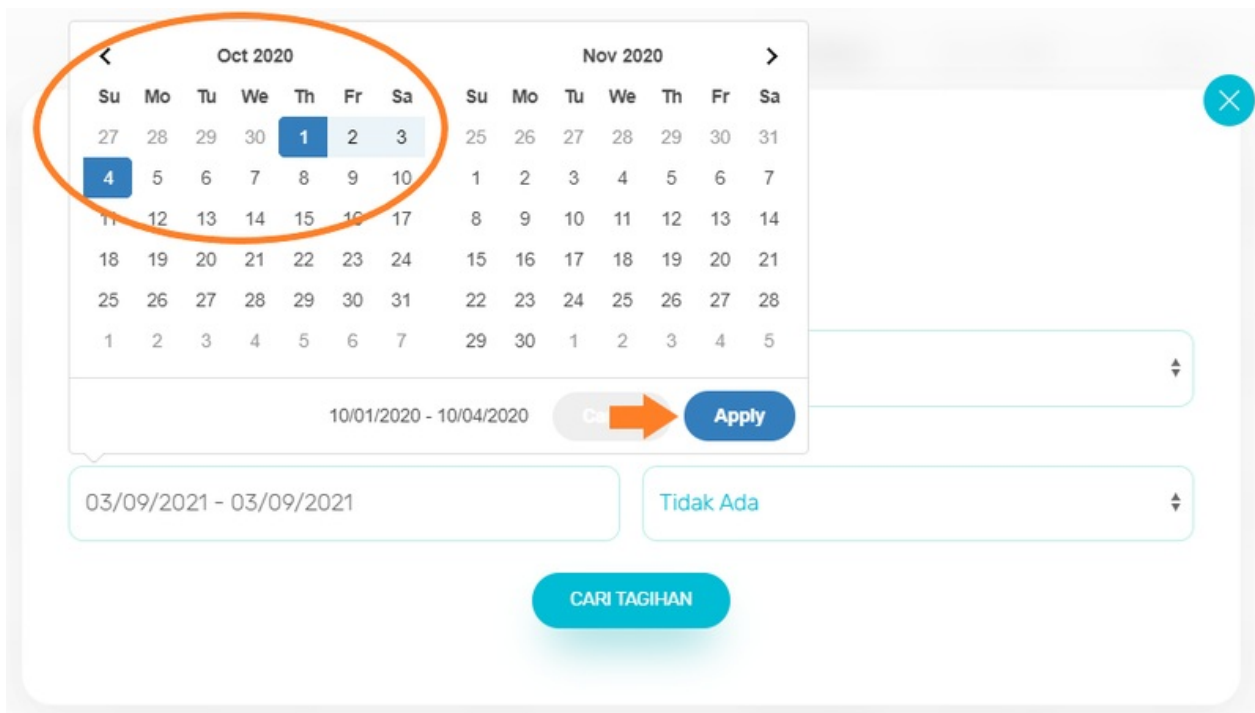 Oct 2020 Nov 2020
Su Mo Tu We Th Fr Sa Su Mo Tu We Th Fr Sa
27 28 29 30 1 2 3 25 26 27 28 29 30 31
4 5 6 7 8 9 10 1 2 3 4 5 6 7
11 12 13 14 15 16 17 8 9 10 11 12 13 14
18 19 20 21 22 23 24 15 16 17 18 19 20 21
25 26 27 28 29 30 31 22 23 24 25 26 27 28
1 2 3 4 5 6 7 29 30 1 2 3 4 5
10/01/2020 - 10/04/2020 Apply
03/09/2021 - 03/09/2021 Tidak Ada
CARI TAGIHAN